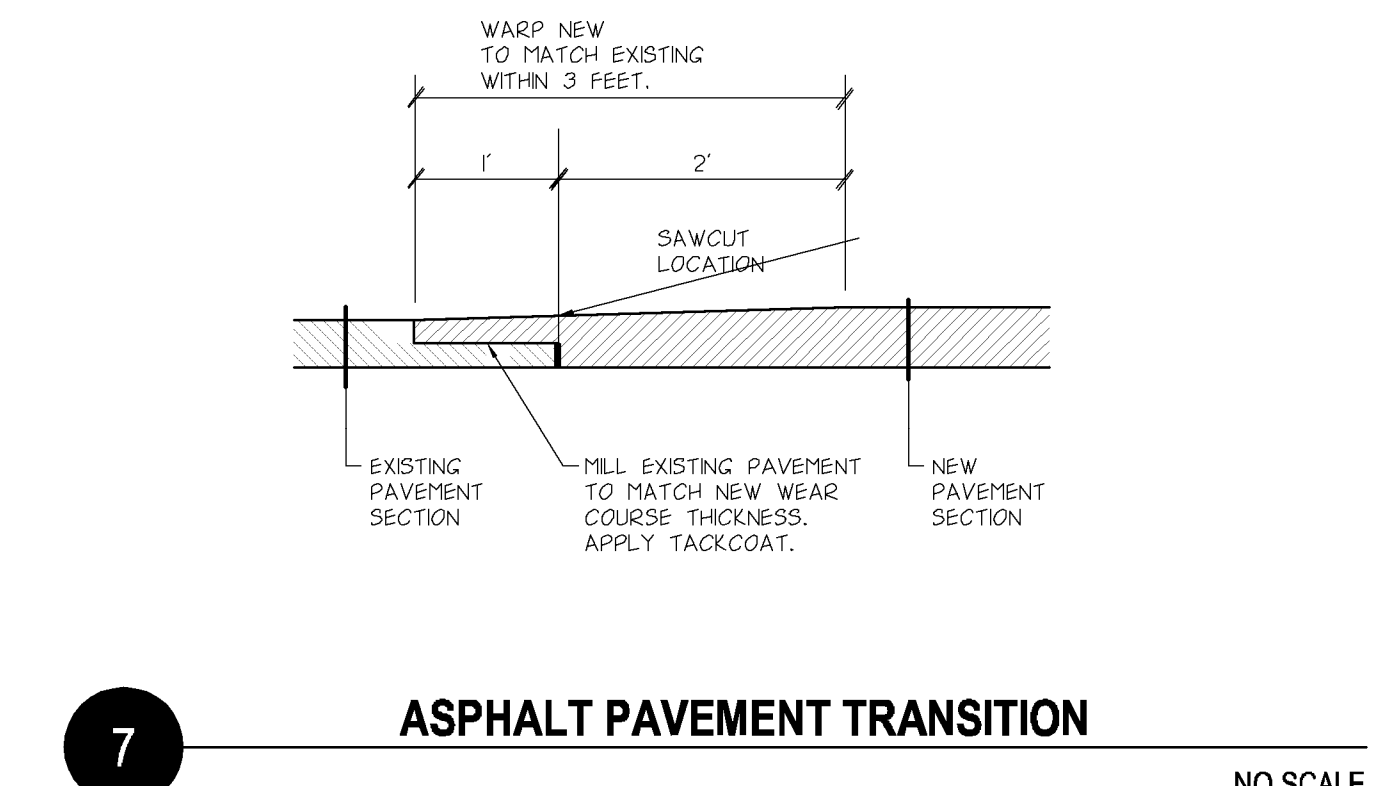 WARP NEW
TO MATCH EXISTING
WITHIN 3 FEET.
1'
2'
SAWCUT
LOCATION
EXISTING
PAVEMENT
SECTION
MILL EXISTING PAVEMENT
TO MATCH NEW WEAR
COURSE THICKNESS.
APPLY TACKCOAT.
NEW
PAVEMENT
SECTION
7
ASPHALT PAVEMENT TRANSITION
NO SCALE